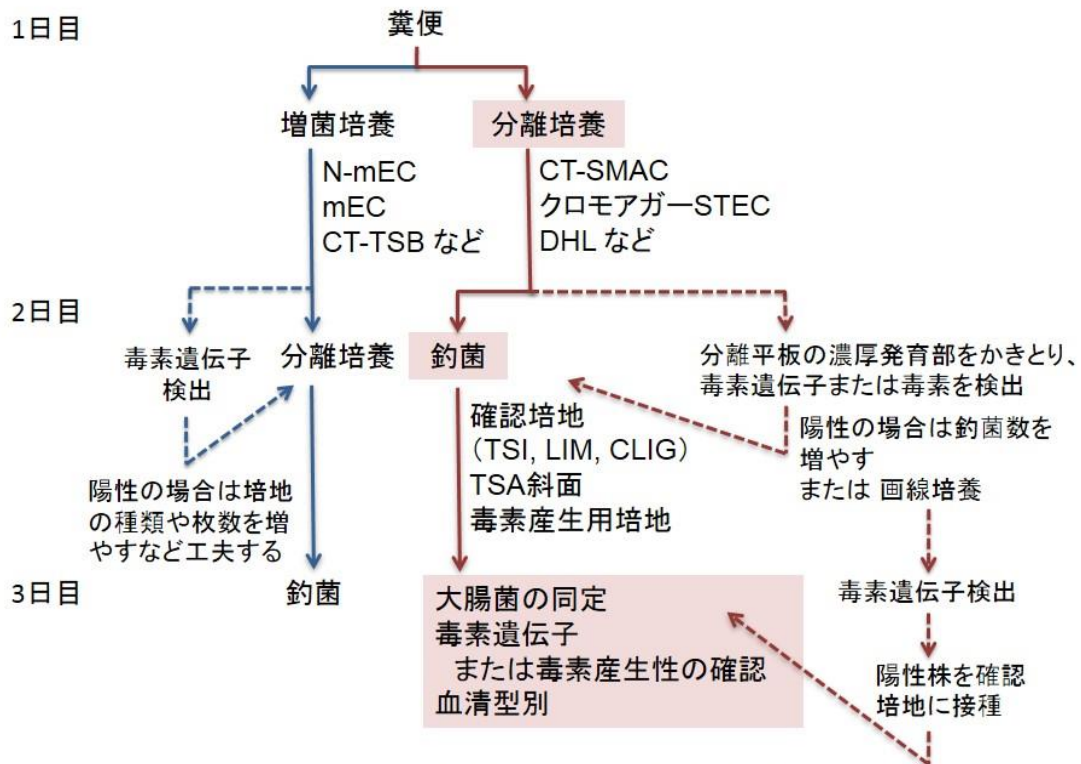 1日目
糞便
増菌培養
分離培養
N-mEC
mEC
CT-TSB など
CT-SMAC
クロモアガーSTEC
DHL など
2日目
毒素遺伝子
検出
分離培養
釣菌
分離平板の濃厚発育部をかきとり、
毒素遺伝子または毒素を検出
陽性の場合は培地
の種類や枚数を増
やすなど工夫する
確認培地
(TSI, LIM, CLIG)
TSA斜面
毒素産生用培地
陽性の場合は釣菌数を
増やす
または 画線培養
3日目
釣菌
大腸菌の同定
毒素遺伝子
または毒素産生性の確認
血清型別
毒素遺伝子検出
陽性株を確認
培地に接種